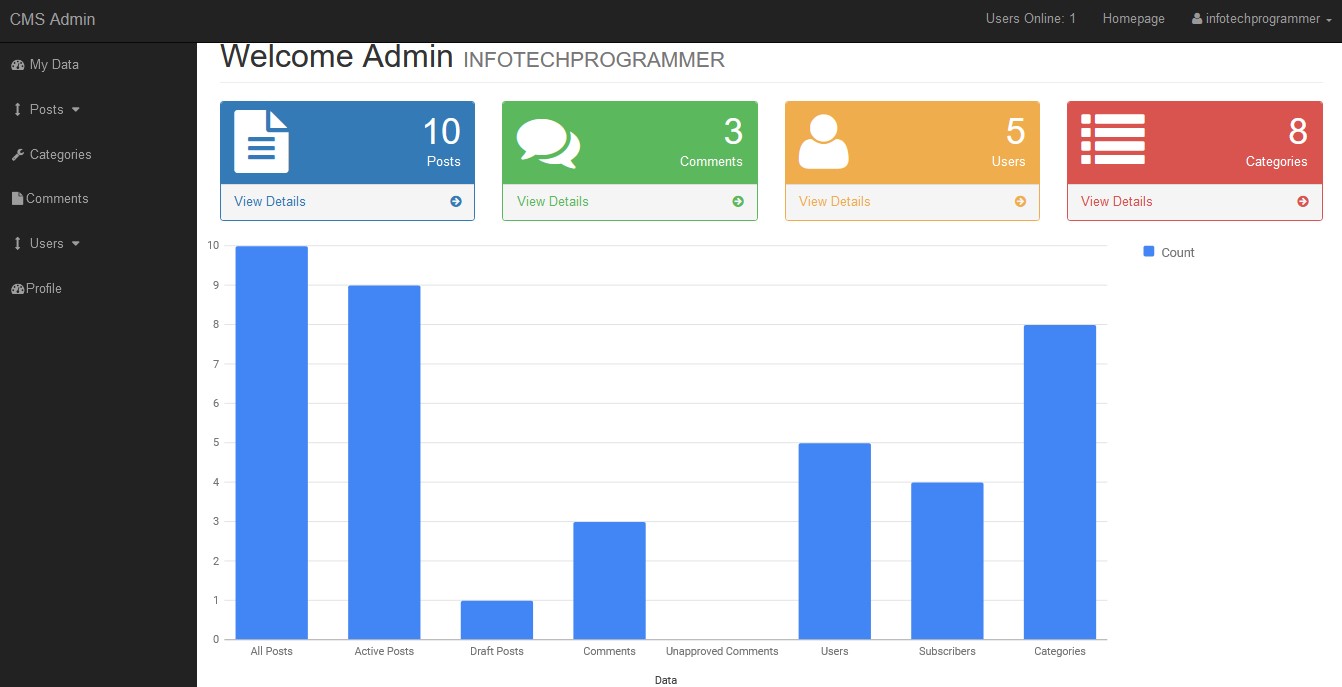 CMS Admin
Users Online: 1 Homepage infotechprogrammer
My Data
Posts
Categories
Comments
Users
Profile
Welcome Admin INFOTECHPROGRAMMER
10
Posts
View Details
3
Comments
View Details
5
Users
View Details
8
Categories
View Details
10
9
8
7
6
5
4
3
2
1
0
All Posts Active Posts Draft Posts Comments Unapproved Comments Users Subscribers Categories
Data
Count